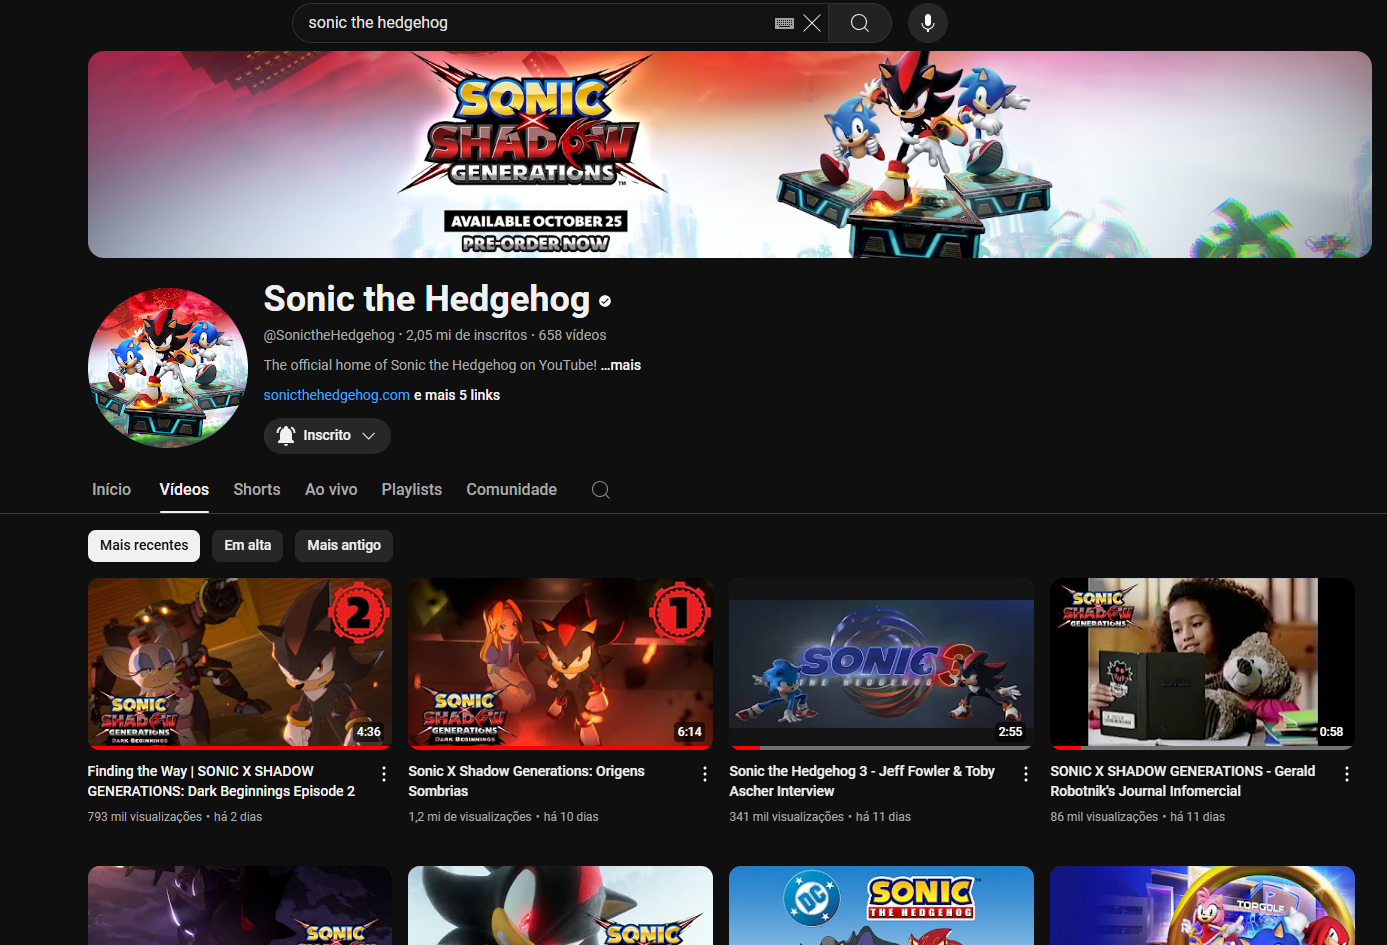 sonic the hedgehog
SONIC
X
SHADOW
GENERATIONS™
AVAILABLE OCTOBER 25
PRE-ORDER NOW
Sonic the Hedgehog
@SonictheHedgehog · 2,05 mi de inscritos · 658 vídeos
The official home of Sonic the Hedgehog on YouTube! ...mais
sonicthehedgehog.com e mais 5 links
Inscrito
Início Vídeos Shorts Ao vivo Playlists Comunidade
Mais recentes Em alta Mais antigo
2
SONIC
SHADOW
GENERATIONS
DARK BEGINNINGS
4:36
1
SONIC
SHADOW
GENERATIONS
DARK BEGINNINGS
6:14
SONIC 3
THE HEDGEHOG
2:55
SONIC
SHADOW
GENERATIONS
0:58
Finding the Way | SONIC X SHADOW
GENERATIONS: Dark Beginnings Episode 2
793 mil visualizações • há 2 dias
Sonic X Shadow Generations: Origens
Sombrias
1,2 mi de visualizações • há 10 dias
Sonic the Hedgehog 3 - Jeff Fowler & Toby
Ascher Interview
341 mil visualizações • há 11 dias
SONIC X SHADOW GENERATIONS - Gerald
Robotnik's Journal Infomercial
86 mil visualizações • há 11 dias
SONIC
SONIC
DC
SONIC
THE HEDGEHOG
TOPGOLF